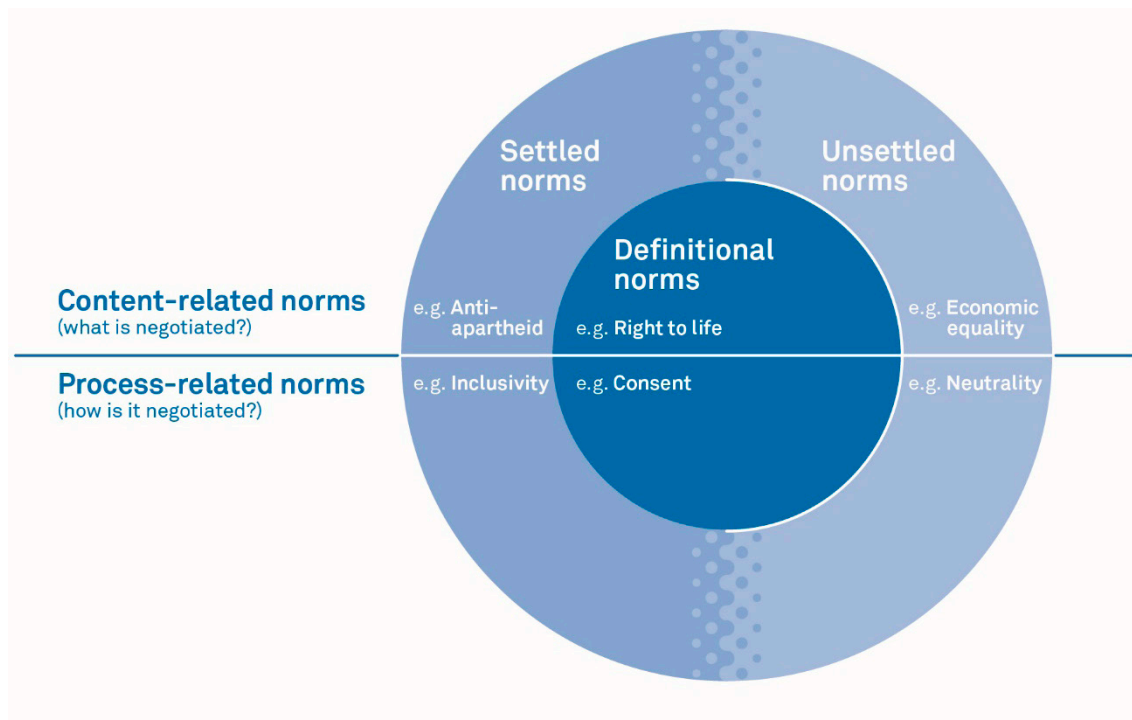 Settled
norms
Unsettled
norms
Definitional
norms
Content-related norms
(what is negotiated?)
e.g. Anti-
apartheid
e.g. Right to life
e.g. Economic
equality
Process-related norms
(how is it negotiated?)
e.g. Inclusivity
e.g. Consent
e.g. Neutrality